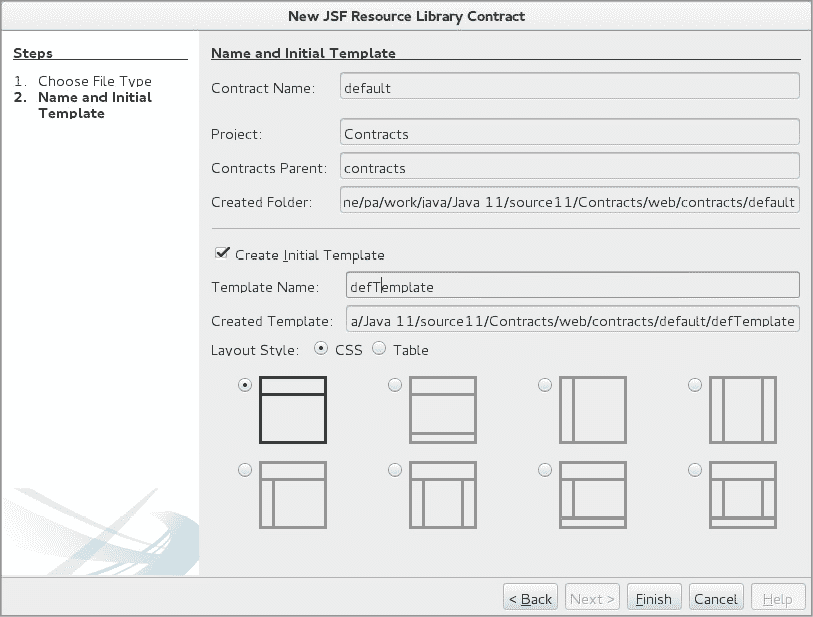 New JSF Resource Library Contract
Steps
1. Choose File Type
2. Name and Initial
Template
Name and Initial Template
Contract Name: default
Project: Contracts
Contracts Parent: contracts
Created Folder: ne/pa/work/java/Java 11/source11/Contracts/web/contracts/default
Create Initial Template
Template Name: defTemplate
Created Template: a/Java 11/source11/Contracts/web/contracts/default/defTemplate
Layout Style: CSS Table
< Back Next > Finish Cancel Help